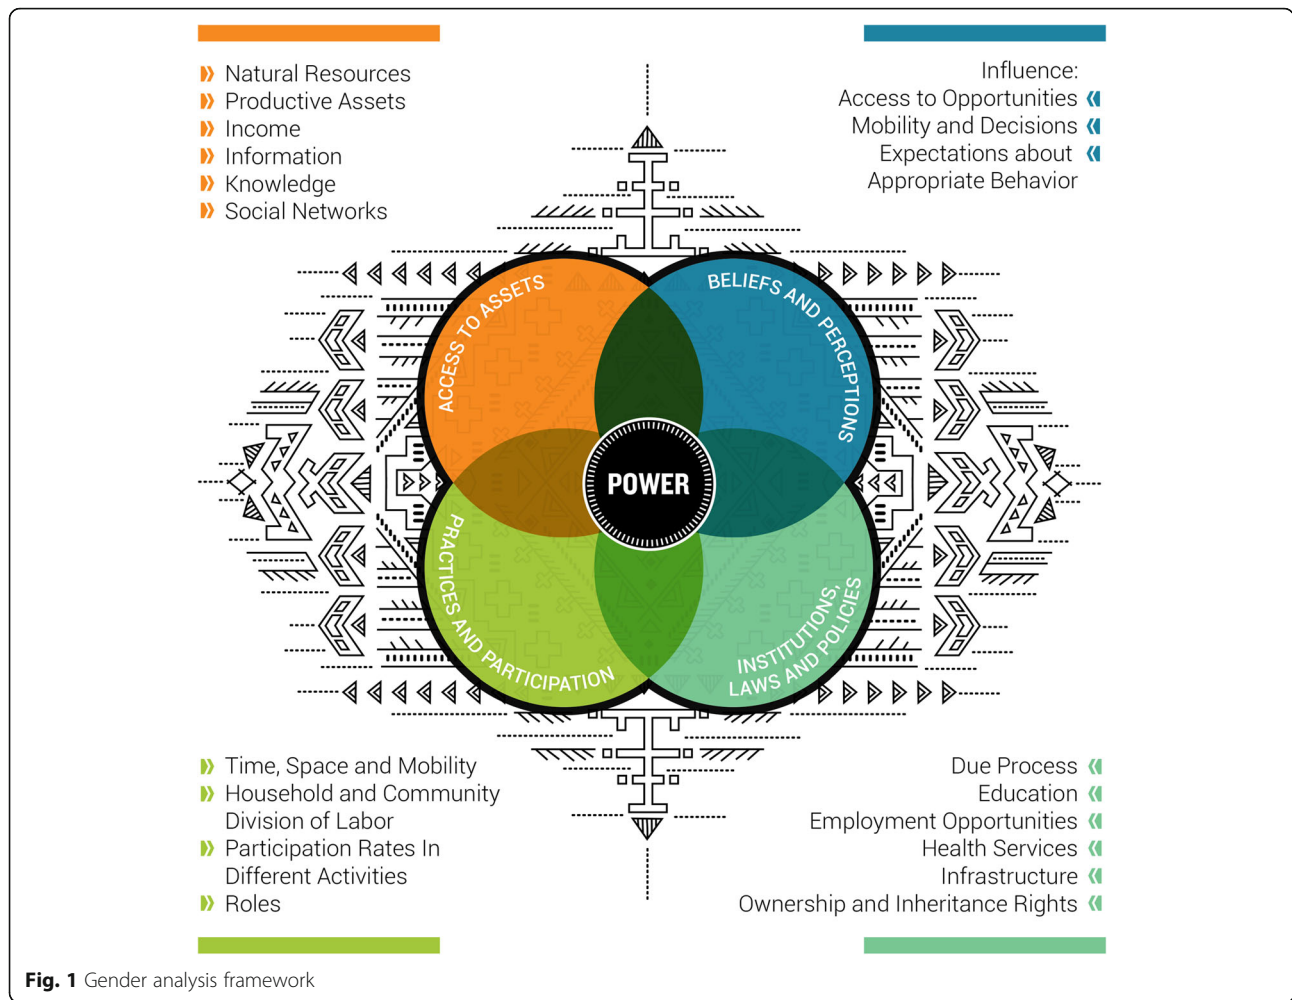 Natural Resources
Productive Assets
Income
Information
Knowledge
Social Networks
Influence:
Access to Opportunities
Mobility and Decisions
Expectations about
Appropriate Behavior
ACCESS TO ASSETS
BELIEFS AND PERCEPTIONS
POWER
PRACTICES AND PARTICIPATION
INSTITUTIONS,
LAWS AND POLICIES
Time, Space and Mobility
Household and Community
Division of Labor
Participation Rates In
Different Activities
Roles
Due Process
Education
Employment Opportunities
Health Services
Infrastructure
Ownership and Inheritance Rights
Fig. 1 Gender analysis framework